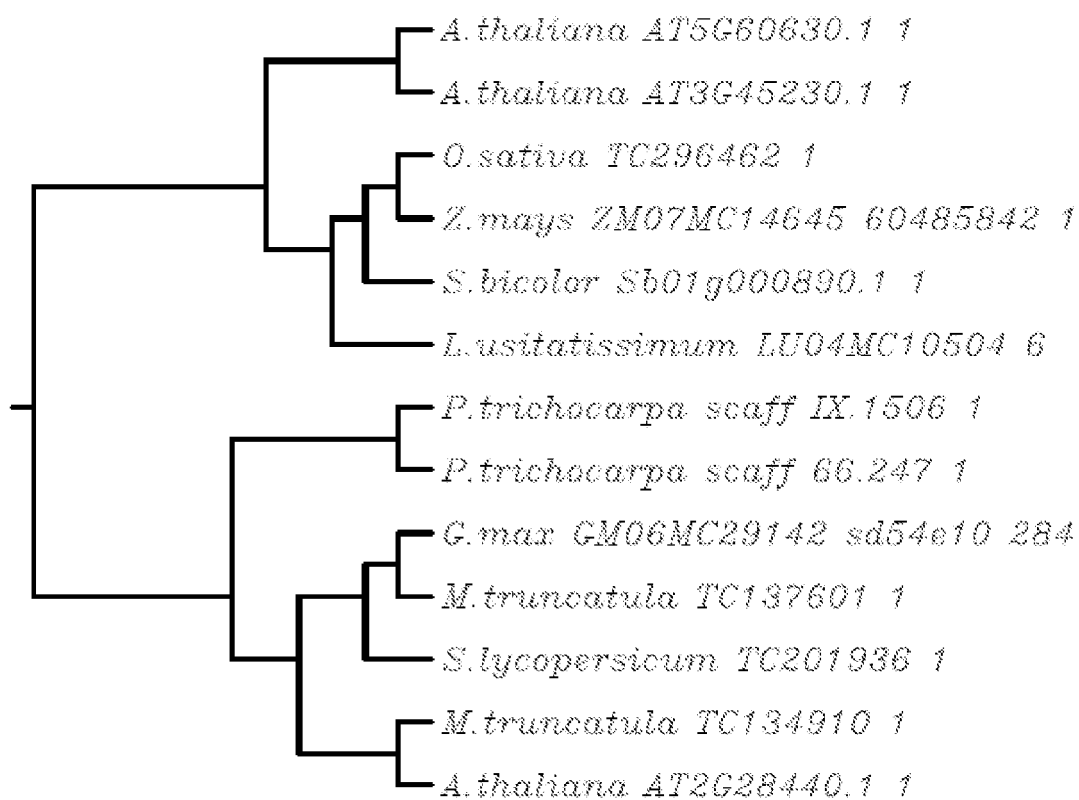 A.thaliana AT5G60630.1 1
A.thaliana AT3G45230.1 1
O.sativa TC296462 1
Z.mays ZM07MC14645 60485842 1
S.bicolor Sb01g000890.1 1
L.usitatissimum LU04MC10504 6
P.trichocarpa scaff IX.1506 1
P.trichocarpa scaff 66.247 1
G.max GM06MC29142 sd54e10 284
M.truncatula TC137601 1
S.lycopersicum TC201936 1
M.truncatula TC134910 1
A.thaliana AT2G28440.1 1